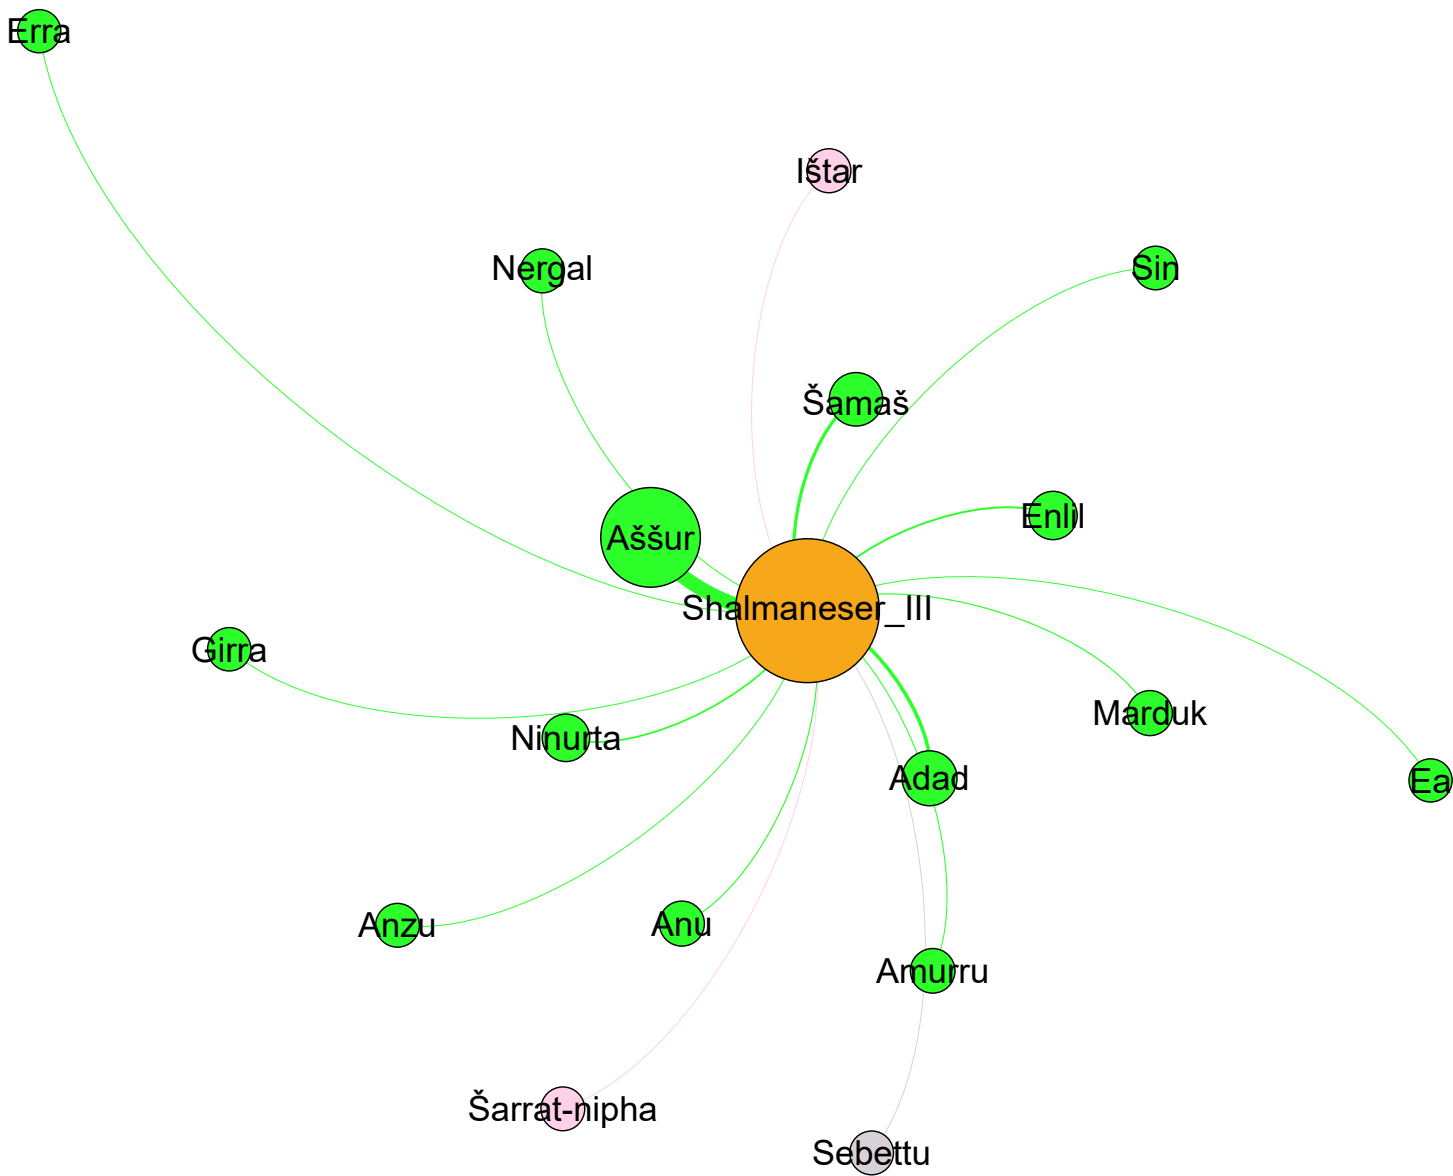 Erra
Ištar
Nergal
Sin
Šamaš
Enlil
Aššur
Shalmaneser_III
Girra
Marduk
Ninurta
Adad
Ea
Anzu
Anu
Amurru
Šarrat-nipha
Sebettu